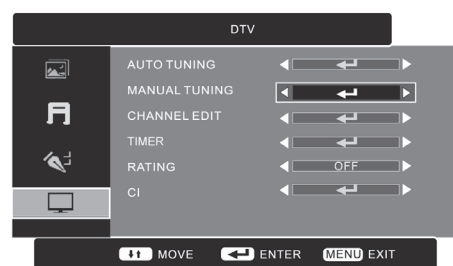 DTV
AUTO TUNING
MANUAL TUNING
CHANNEL EDIT
TIMER
RATING OFF
CI
MOVE ENTER MENU EXIT